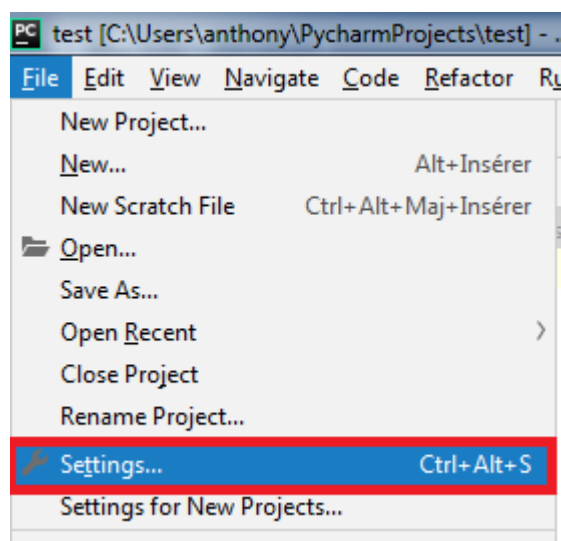 PC test [C:\Users\anthony\PycharmProjects\test] - .
File Edit View Navigate Code Refactor
New Project...
New... Alt+Insérer
New Scratch File Ctrl+Alt+Maj+Insérer
Open...
Save As...
Open Recent
Close Project
Rename Project...
Settings... Ctrl+Alt+S
Settings for New Projects...